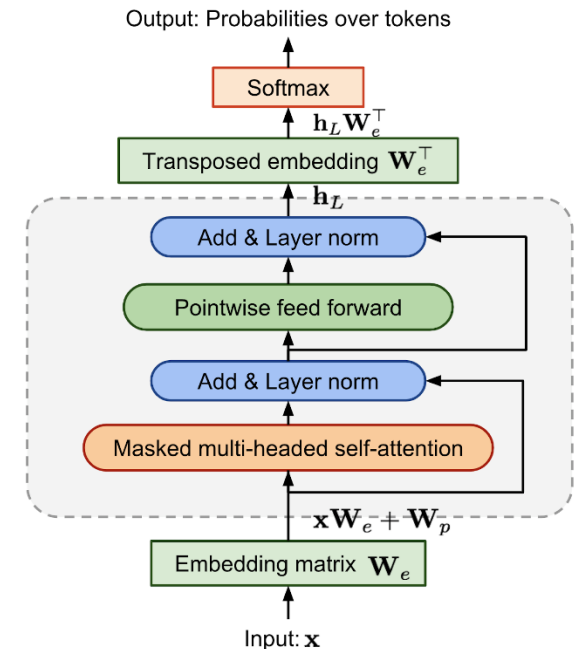 Output: Probabilities over tokens
Softmax
h_L W_e^⊤
Transposed embedding W_e^⊤
h_L
Add & Layer norm
Pointwise feed forward
Add & Layer norm
Masked multi-headed self-attention
xW_e + W_p
Embedding matrix W_e
Input: x